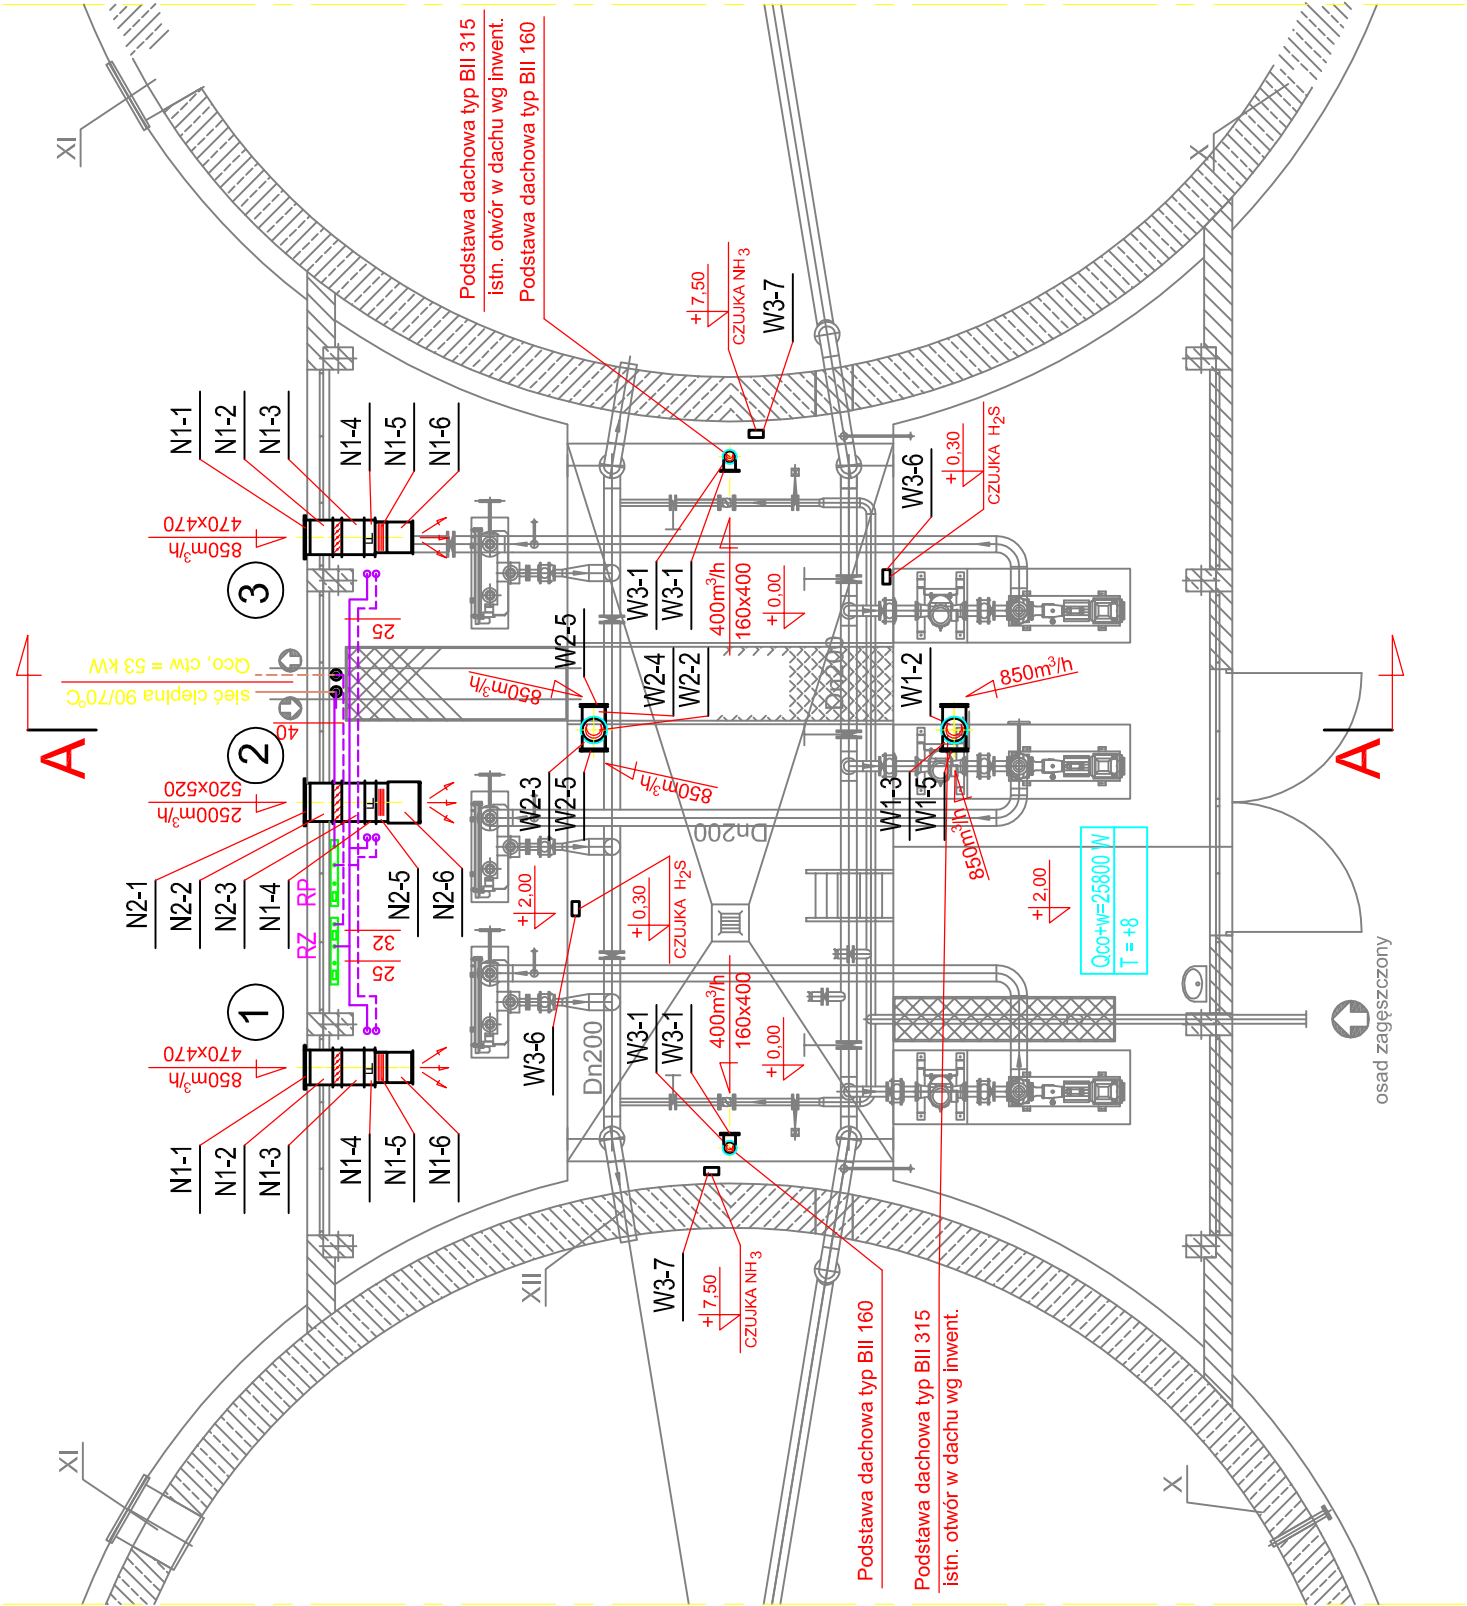 XI
Podstawa dachowa typ BII 315
istn. otwór w dachu wg inwent.
Podstawa dachowa typ BII 160
X
+7,50
CZUJKA NH3
W3-7
N1-1
N1-2
N1-3
N1-4
N1-5
N1-6
470x470
850m³/h
3
W3-6
+0,30
CZUJKA H2S
W3-1
W3-1
400m³/h
160x400
+0,00
25
Qco, ctw = 53 kW
sieć cieplna 90/70°C
40
A
2
W2-5
W2-4
W2-2
850m³/h
Dn200
W1-2
850m³/h
A
520x520
2500m³/h
W2-3
W2-5
850m³/h
Dn200
W1-3
W1-5
850m³/h
N2-1
N2-2
N2-3
N1-4
N2-5
N2-6
RP
RZ
32
25
+2,00
+0,30
CZUJKA H2S
+2,00
Qco+w=25800 W
T = +8
osad zagęszczony
1
470x470
850m³/h
W3-6
Dn200
W3-1
W3-1
400m³/h
160x400
+0,00
N1-1
N1-2
N1-3
N1-4
N1-5
N1-6
XII
W3-7
+7,50
CZUJKA NH3
Podstawa dachowa typ BII 160
Podstawa dachowa typ BII 315
istn. otwór w dachu wg inwent.
XI
X